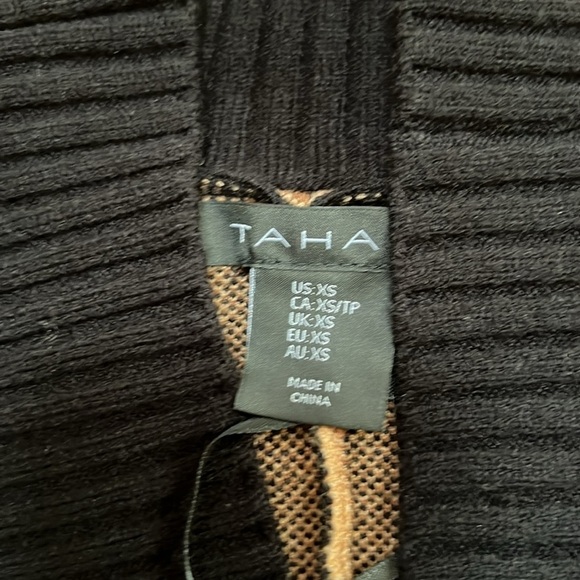 TAHA
US:XS
CA:XS/TP
UK:XS
EU:XS
AU:XS
MADE IN
CHINA